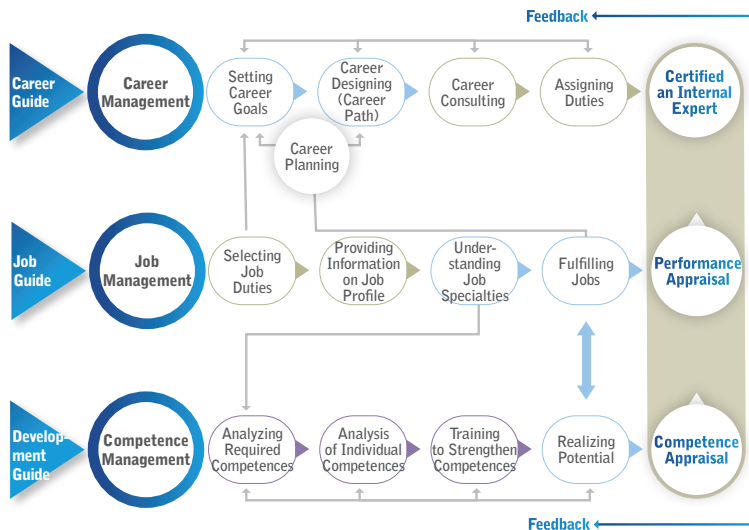 Feedback
Career
Guide
Career
Management
Setting
Career
Goals
Career
Designing
(Career
Path)
Career
Consulting
Assigning
Duties
Certified
an Internal
Expert
Career
Planning
Job
Guide
Job
Management
Selecting
Job
Duties
Providing
Information
on Job
Profile
Under-
standing
Job
Specialties
Fulfilling
Jobs
Performance
Appraisal
Develop-
ment
Guide
Competence
Management
Analyzing
Required
Competences
Analysis
of Individual
Competences
Training
to Strengthen
Competences
Realizing
Potential
Competence
Appraisal
Feedback